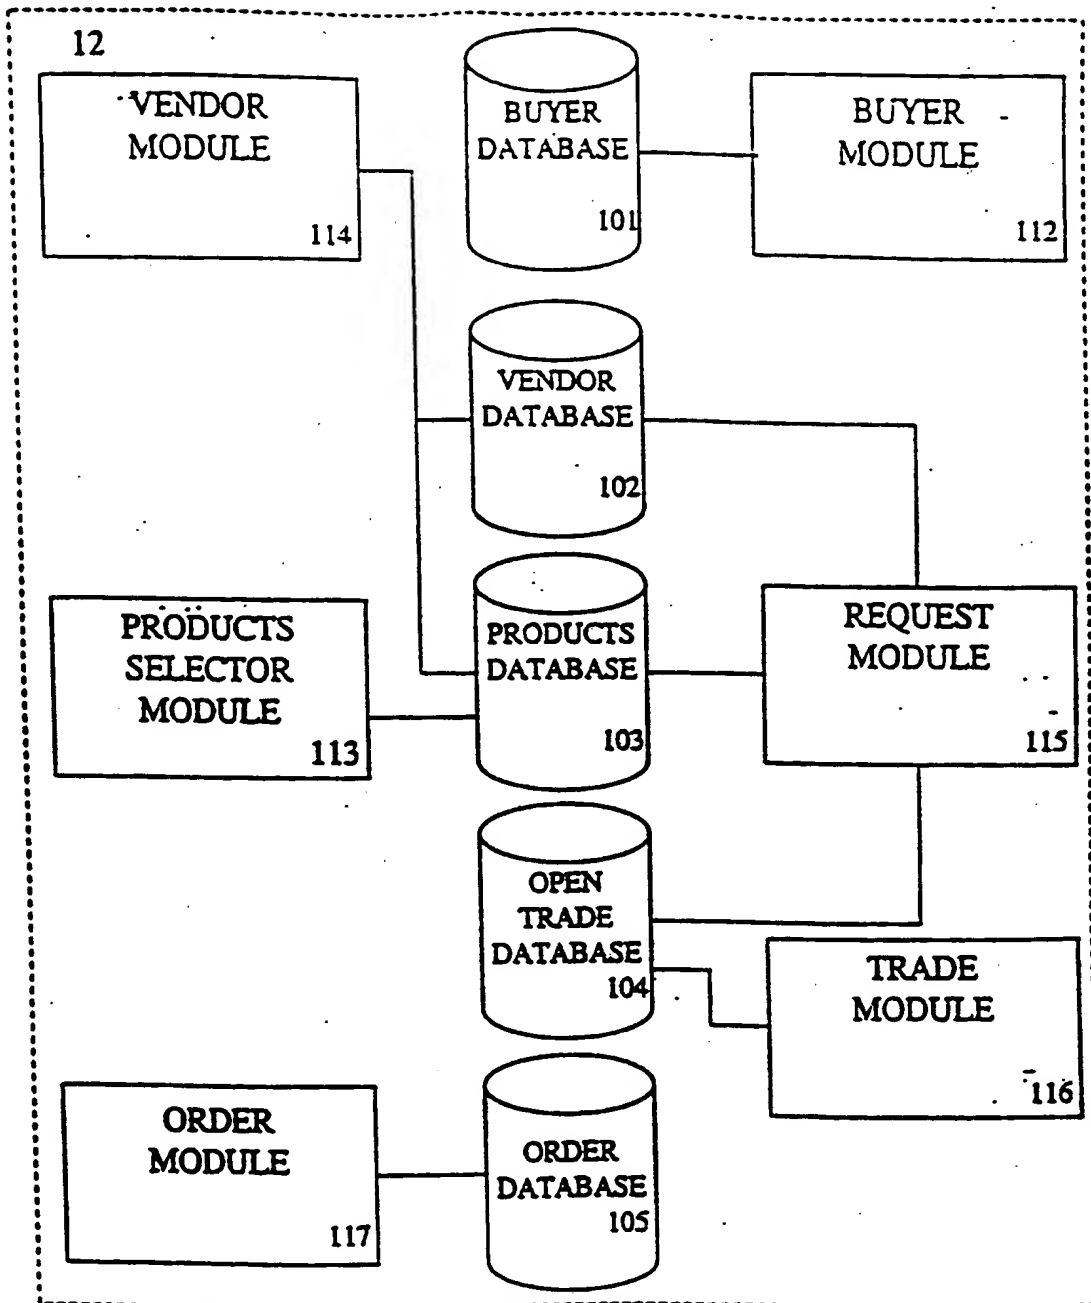 12
VENDOR
MODULE
114
BUYER
DATABASE
101
BUYER
MODULE
112
VENDOR
DATABASE
102
PRODUCTS
SELECTOR
MODULE
113
PRODUCTS
DATABASE
103
REQUEST
MODULE
115
OPEN
TRADE
DATABASE
104
TRADE
MODULE
116
ORDER
MODULE
117
ORDER
DATABASE
105